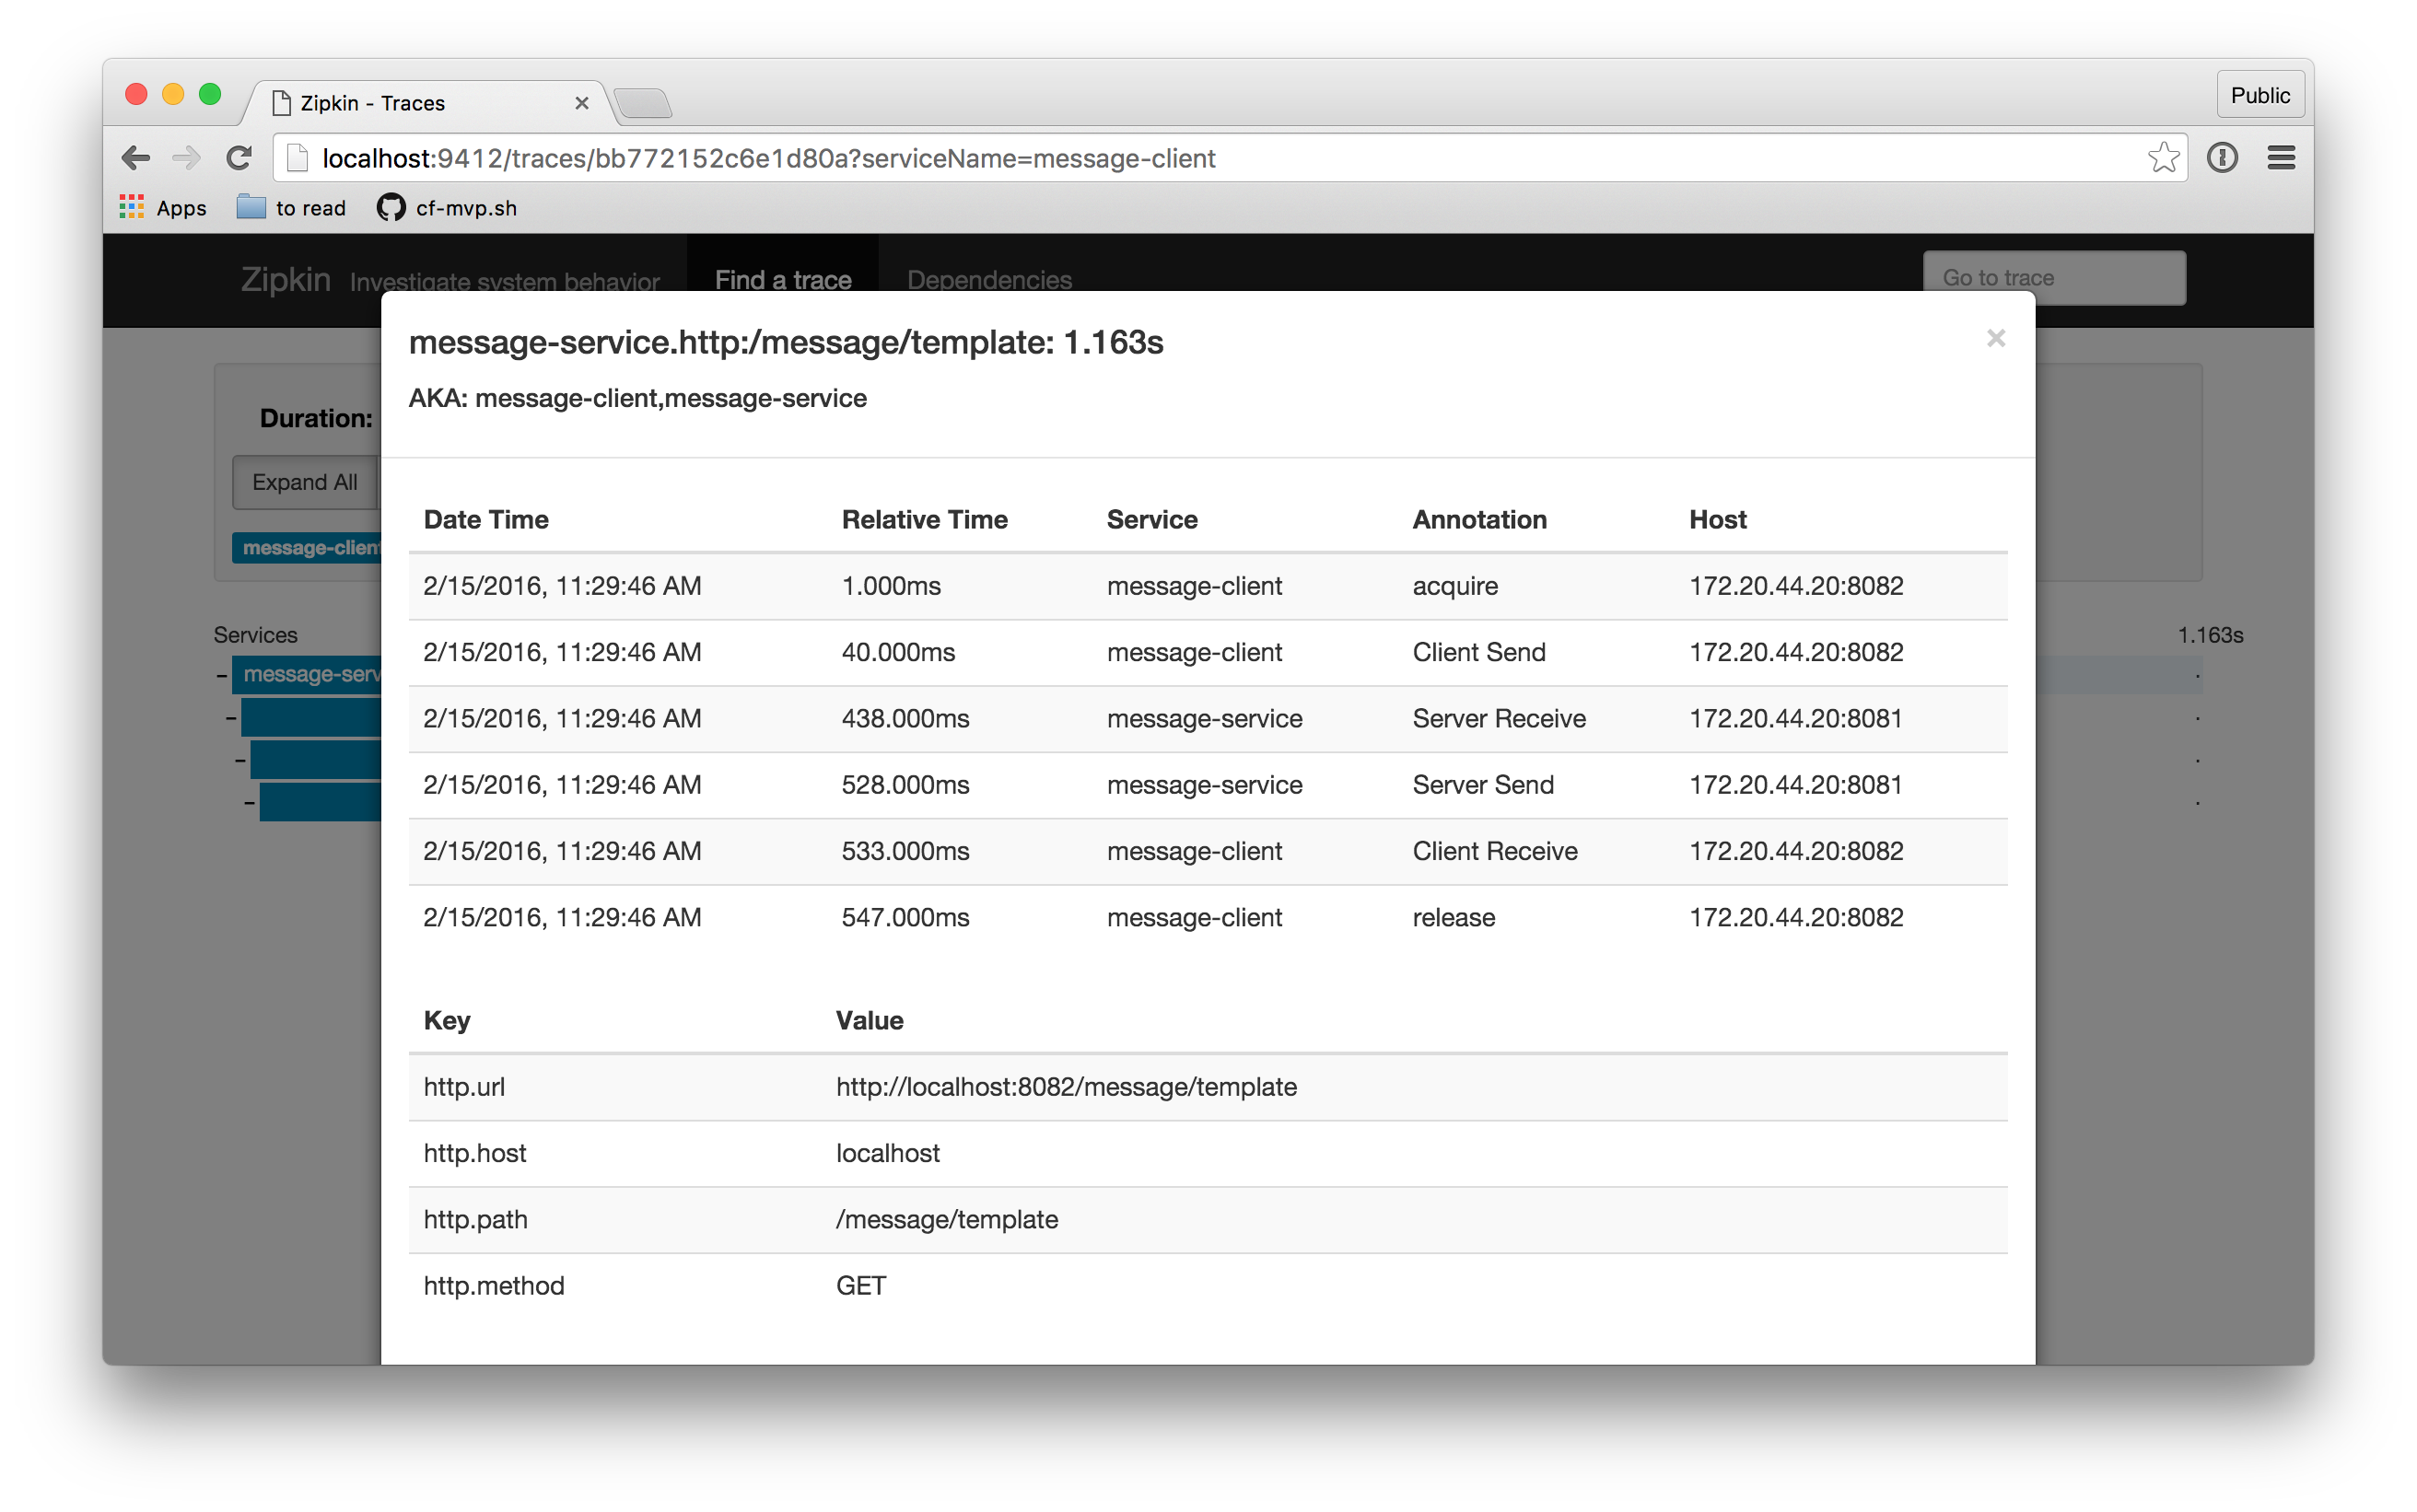 Zipkin - Traces
Public
localhost:9412/traces/bb772152c6e1d80a?serviceName=message-client
Apps to read cf-mvp.sh
Zipkin Investigate system behavior Find a trace Dependencies Go to trace
message-service.http:/message/template: 1.163s ×
AKA: message-client,message-service
Duration:
Expand All
message-client
Services 1.163s
message-serv
Date Time Relative Time Service Annotation Host
2/15/2016, 11:29:46 AM 1.000ms message-client acquire 172.20.44.20:8082
2/15/2016, 11:29:46 AM 40.000ms message-client Client Send 172.20.44.20:8082
2/15/2016, 11:29:46 AM 438.000ms message-service Server Receive 172.20.44.20:8081
2/15/2016, 11:29:46 AM 528.000ms message-service Server Send 172.20.44.20:8081
2/15/2016, 11:29:46 AM 533.000ms message-client Client Receive 172.20.44.20:8082
2/15/2016, 11:29:46 AM 547.000ms message-client release 172.20.44.20:8082
Key Value
http.url http://localhost:8082/message/template
http.host localhost
http.path /message/template
http.method GET